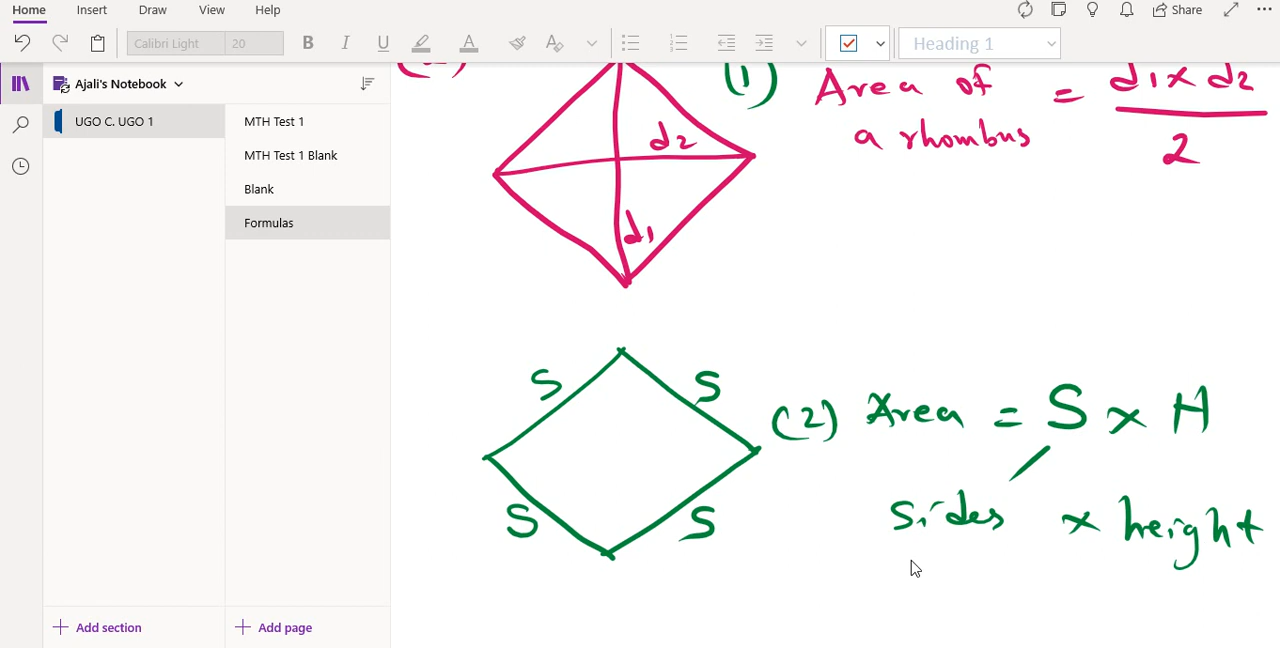 Home Insert Draw View Help
Share
Calibri Light 20 B I U A A Heading 1
Ajali's Notebook
UGO C. UGO 1
MTH Test 1
MTH Test 1 Blank
Blank
Formulas
Add section
Add page
(1) Area of a rhombus = d1 x d2 / 2
d2
d1
S S
S S
(2) Area = S x H
sides x height